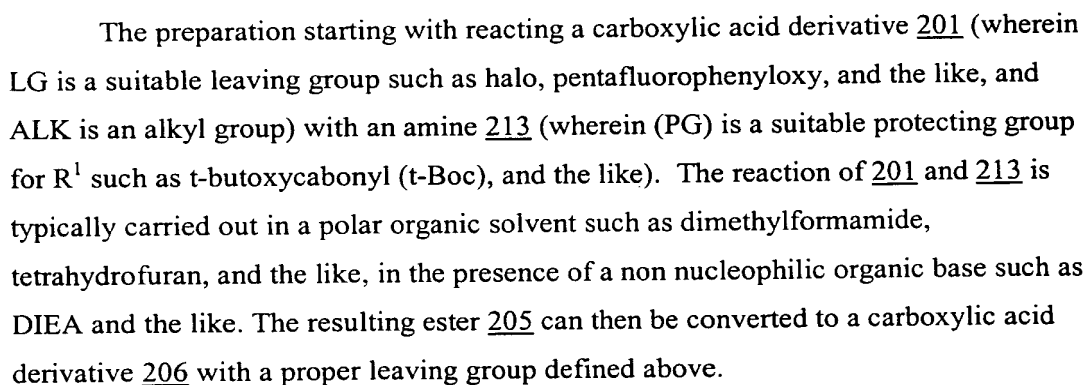 The preparation starting with reacting a carboxylic acid derivative 201 (wherein
LG is a suitable leaving group such as halo, pentafluorophenyloxy, and the like, and
ALK is an alkyl group) with an amine 213 (wherein (PG) is a suitable protecting group
for R¹ such as t-butoxycabonyl (t-Boc), and the like). The reaction of 201 and 213 is
typically carried out in a polar organic solvent such as dimethylformamide,
tetrahydrofuran, and the like, in the presence of a non nucleophilic organic base such as
DIEA and the like. The resulting ester 205 can then be converted to a carboxylic acid
derivative 206 with a proper leaving group defined above.